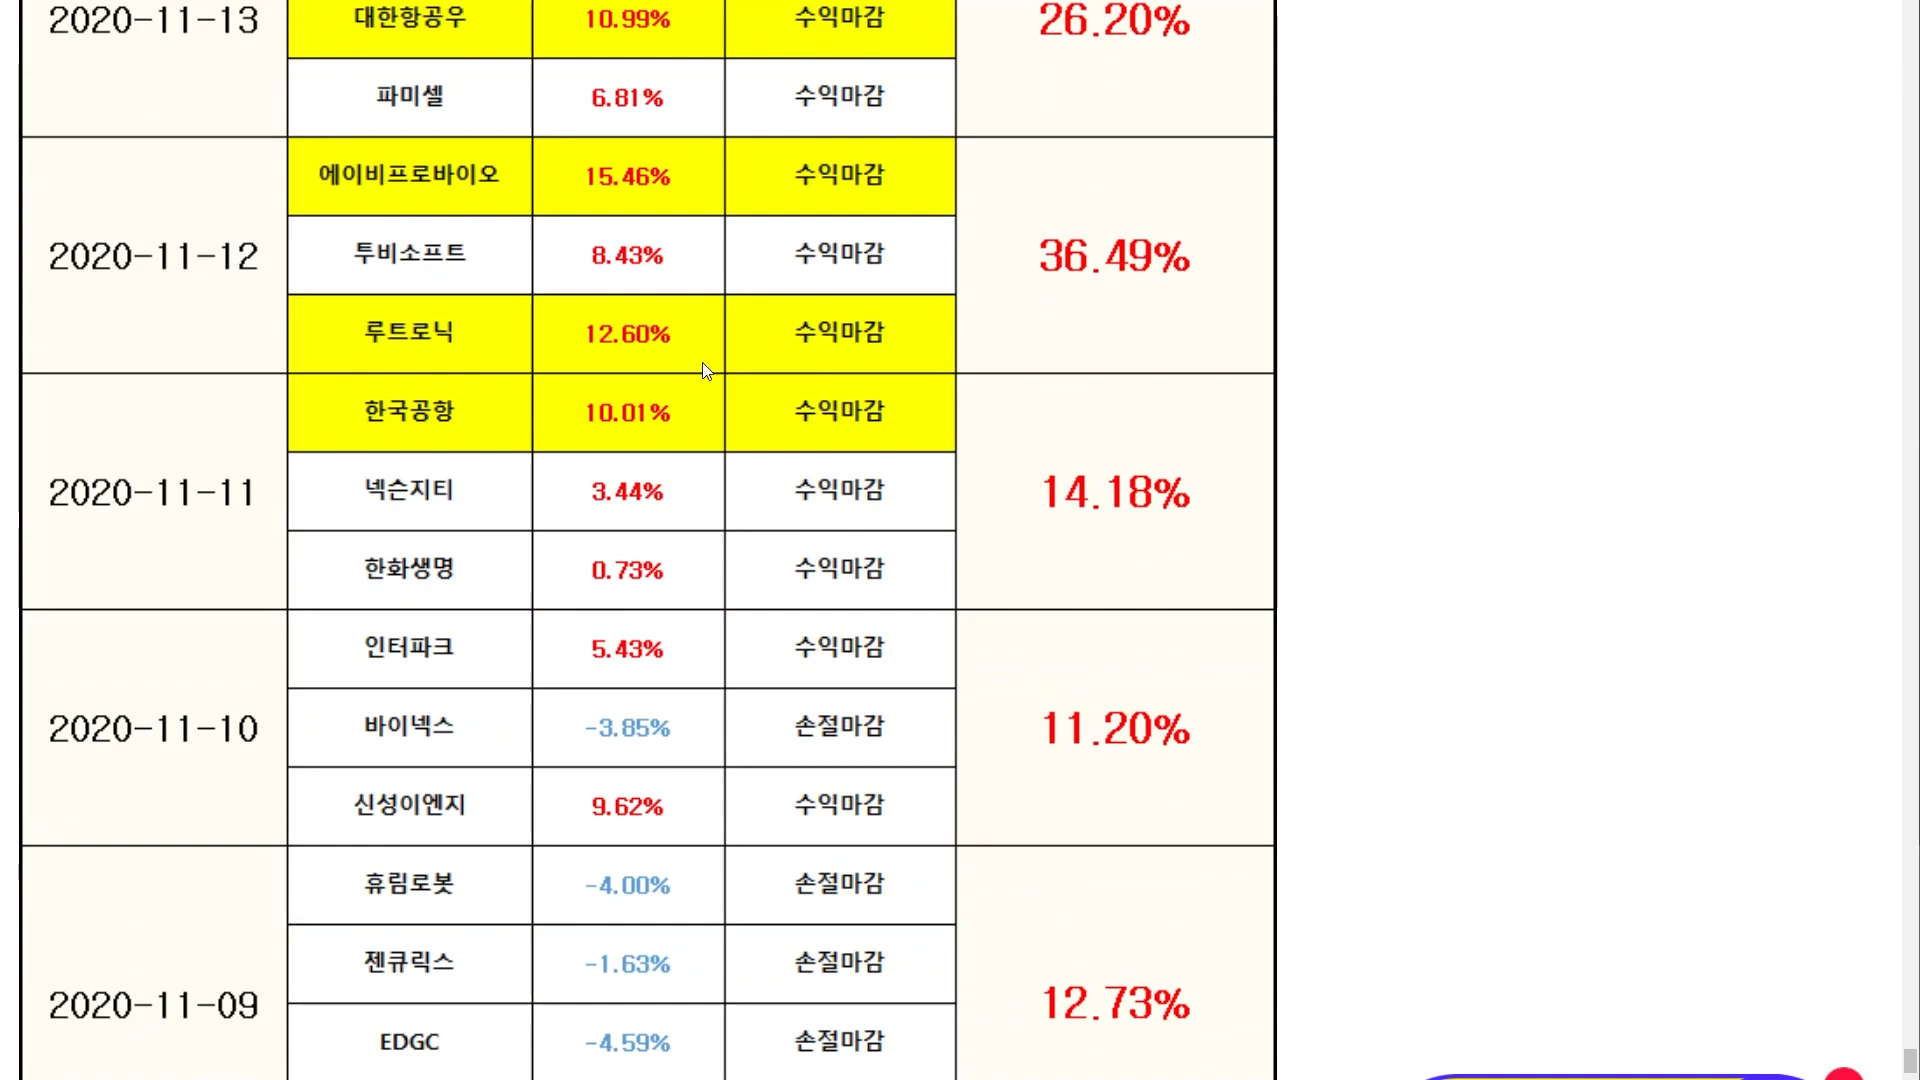 2020-11-13 대한항공우 10.99% 수익마감 26.20%
파미셀 6.81% 수익마감
에이비프로바이오 15.46% 수익마감
2020-11-12 투비소프트 8.43% 수익마감 36.49%
루트로닉 12.60% 수익마감
한국공항 10.01% 수익마감
2020-11-11 넥슨지티 3.44% 수익마감 14.18%
한화생명 0.73% 수익마감
인터파크 5.43% 수익마감
2020-11-10 바이넥스 -3.85% 손절마감 11.20%
신성이엔지 9.62% 수익마감
휴림로봇 -4.00% 손절마감
젠큐릭스 -1.63% 손절마감
2020-11-09 EDGC -4.59% 손절마감 12.73%